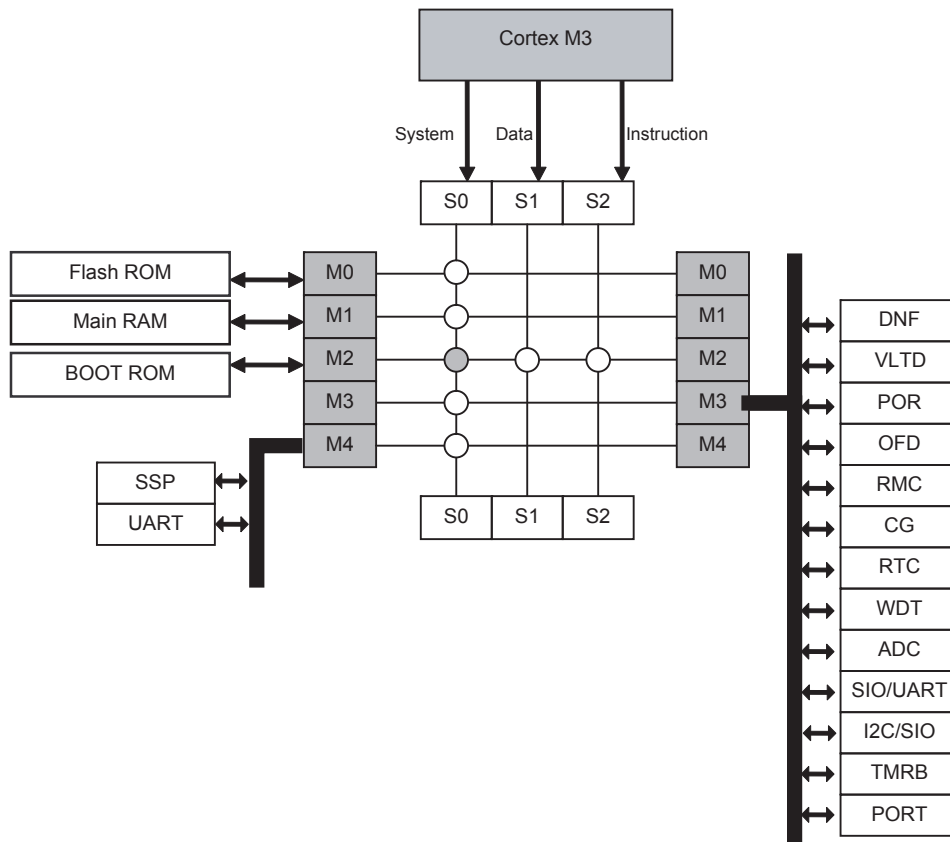 Cortex M3
System Data Instruction
S0 S1 S2
Flash ROM
Main RAM
BOOT ROM
M0
M1
M2
M3
M4
M0
M1
M2
M3
M4
SSP
UART
S0 S1 S2
DNF
VLTD
POR
OFD
RMC
CG
RTC
WDT
ADC
SIO/UART
I2C/SIO
TMRB
PORT